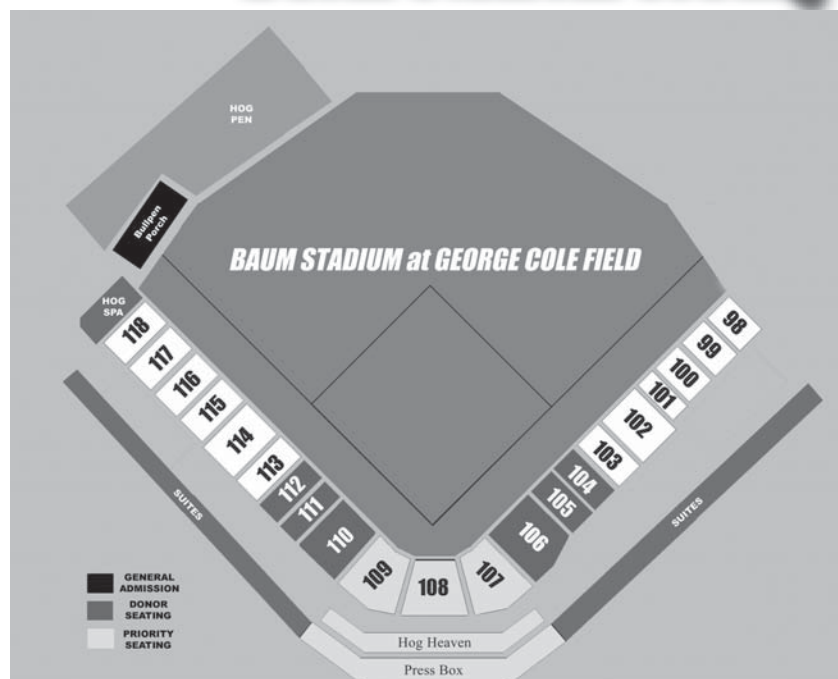 HOG
PEN
Bullpen
Porch
BAUM STADIUM at GEORGE COLE FIELD
HOG
SPA
118
117
116
115
114
113
112
111
110
109
108
107
106
105
104
103
102
101
100
99
98
SUITES
SUITES
GENERAL
ADMISSION
DONOR
SEATING
PRIORITY
SEATING
Hog Heaven
Press Box